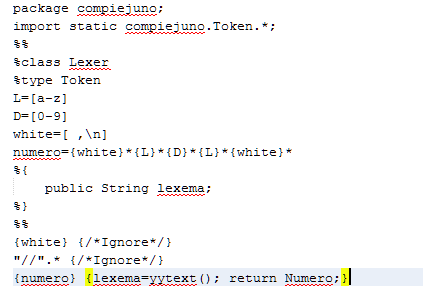 package compiejuno;
import static compiejuno.Token.*;
%%
%class Lexer
%type Token
L=[a-z]
D=[0-9]
white=[ ,\n]
numero={white}*{L}*{D}*{L}*{white}*
%{
    public String lexema;
%}
%%
{white} {/*Ignore*/}
"//".* {/*Ignore*/}
{numero} {lexema=yytext(); return Numero;}